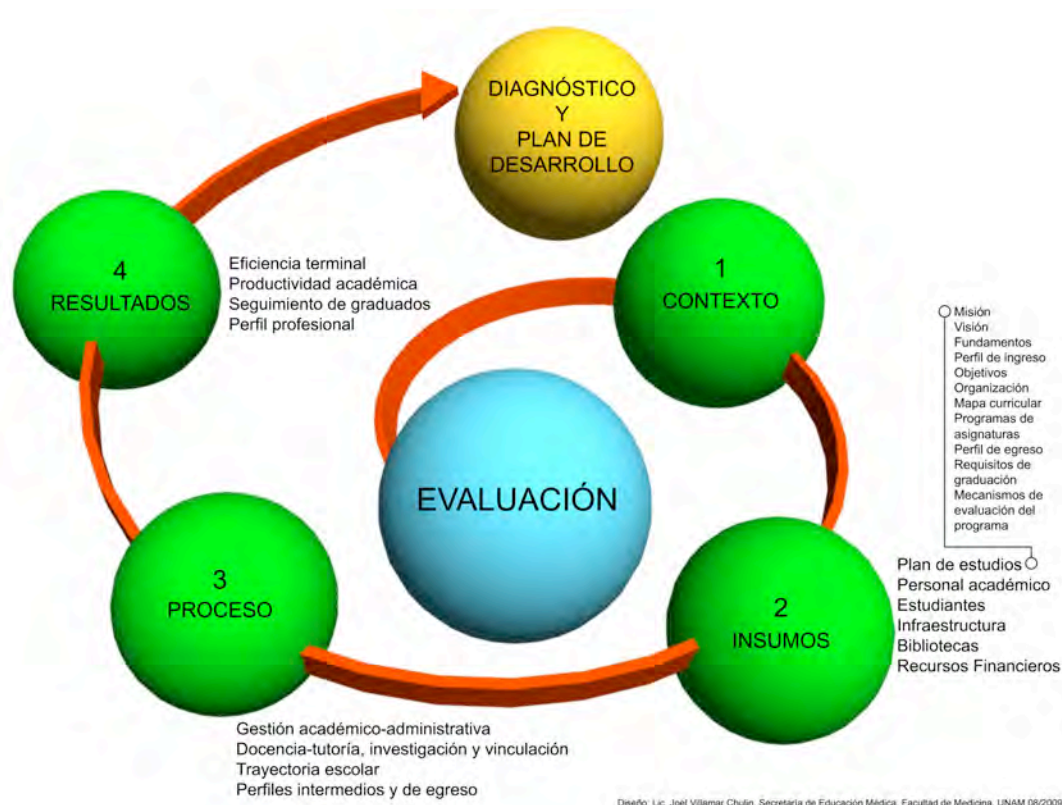 DIAGNÓSTICO
Y
PLAN DE
DESARROLLO
1
CONTEXTO
4
RESULTADOS
Eficiencia terminal
Productividad académica
Seguimiento de graduados
Perfil profesional
Misión
Visión
Fundamentos
Perfil de ingreso
Objetivos
Organización
Mapa curricular
Programas de
asignaturas
Perfil de egreso
Requisitos de
graduación
Mecanismos de
evaluación del
programa
EVALUACIÓN
Plan de estudios
Personal académico
Estudiantes
Infraestructura
Bibliotecas
Recursos Financieros
2
INSUMOS
3
PROCESO
Gestión académico-administrativa
Docencia-tutoría, investigación y vinculación
Trayectoria escolar
Perfiles intermedios y de egreso
Diseño: Lic. Joel Villamar Chulin, Secretaría de Educación Médica, Facultad de Medicina, UNAM 08/2009